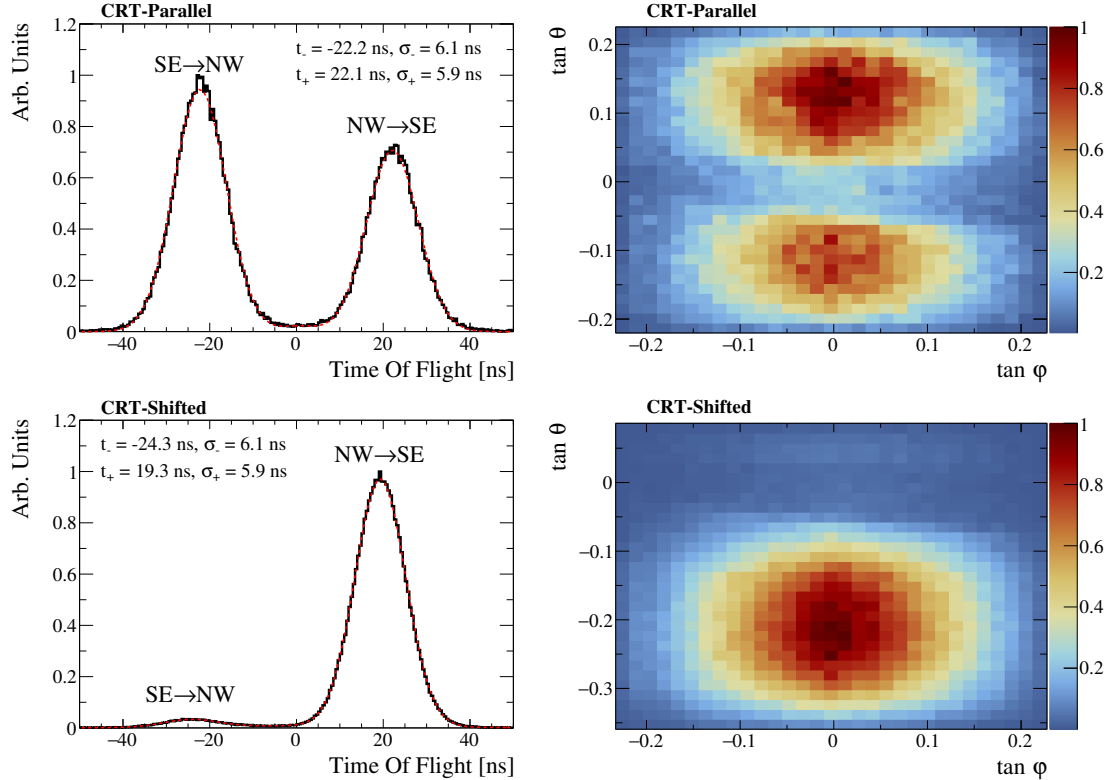 CRT-Parallel
Arb. Units
1.2
1
0.8
0.6
0.4
0.2
0
t₋ = -22.2 ns, σ₋ = 6.1 ns
t₊ = 22.1 ns, σ₊ = 5.9 ns
SE→NW
NW→SE
−40 −20 0 20 40
Time Of Flight [ns]
CRT-Parallel
tan θ
0.2
0.1
0
−0.1
−0.2
−0.2 −0.1 0 0.1 0.2
tan φ
1
0.8
0.6
0.4
0.2
CRT-Shifted
Arb. Units
1.2
1
0.8
0.6
0.4
0.2
0
t₋ = -24.3 ns, σ₋ = 6.1 ns
t₊ = 19.3 ns, σ₊ = 5.9 ns
NW→SE
SE→NW
−40 −20 0 20 40
Time Of Flight [ns]
CRT-Shifted
tan θ
0
−0.1
−0.2
−0.3
−0.2 −0.1 0 0.1 0.2
tan φ
1
0.8
0.6
0.4
0.2